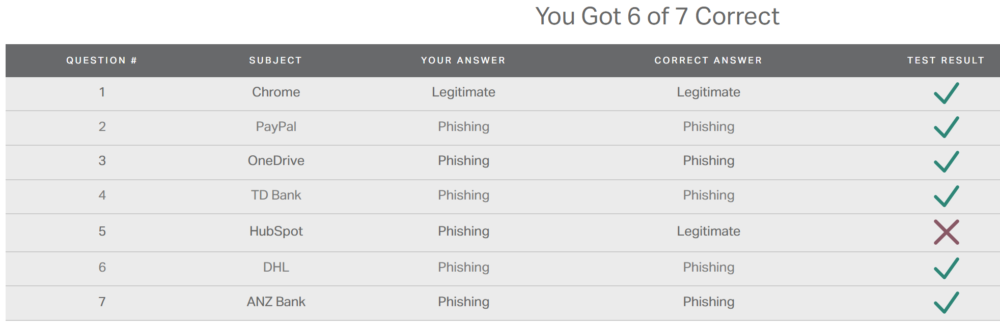 You Got 6 of 7 Correct
QUESTION # SUBJECT YOUR ANSWER CORRECT ANSWER TEST RESULT
1 Chrome Legitimate Legitimate
2 PayPal Phishing Phishing
3 OneDrive Phishing Phishing
4 TD Bank Phishing Phishing
5 HubSpot Phishing Legitimate
6 DHL Phishing Phishing
7 ANZ Bank Phishing Phishing